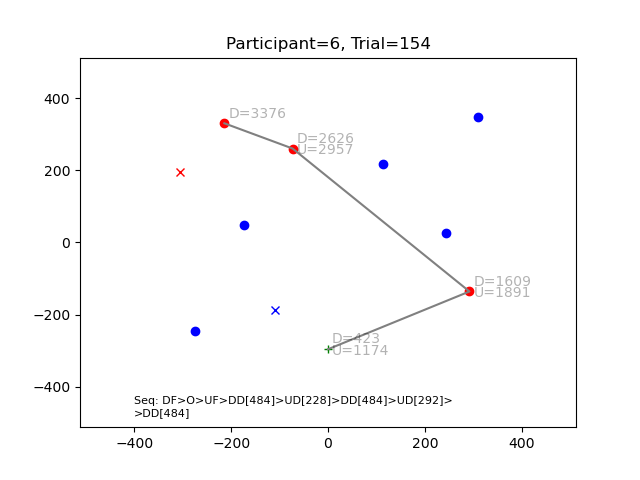 Participant=6, Trial=154
D=3376
D=2626
U=2957
D=1609
U=1891
D=423
U=1174
Seq: DF>O>UF>DD[484]>UD[228]>DD[484]>UD[292]>
>DD[484]
400
200
0
−200
−400
−400 −200 0 200 400